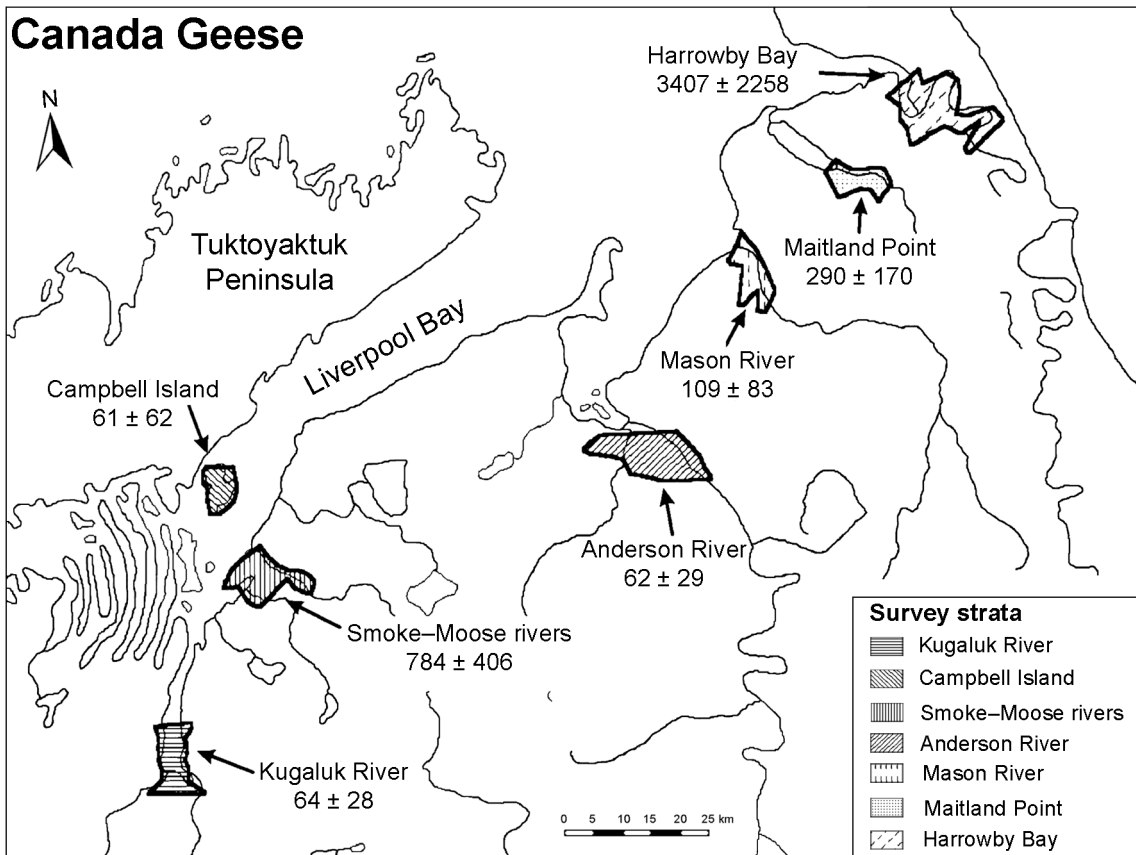 Canada Geese
N
Harrowby Bay
3407 ± 2258
Tuktoyaktuk
Peninsula
Maitland Point
290 ± 170
Liverpool Bay
Mason River
109 ± 83
Campbell Island
61 ± 62
Anderson River
62 ± 29
Smoke–Moose rivers
784 ± 406
Kugaluk River
64 ± 28
0 5 10 15 20 25 km
Survey strata
Kugaluk River
Campbell Island
Smoke–Moose rivers
Anderson River
Mason River
Maitland Point
Harrowby Bay